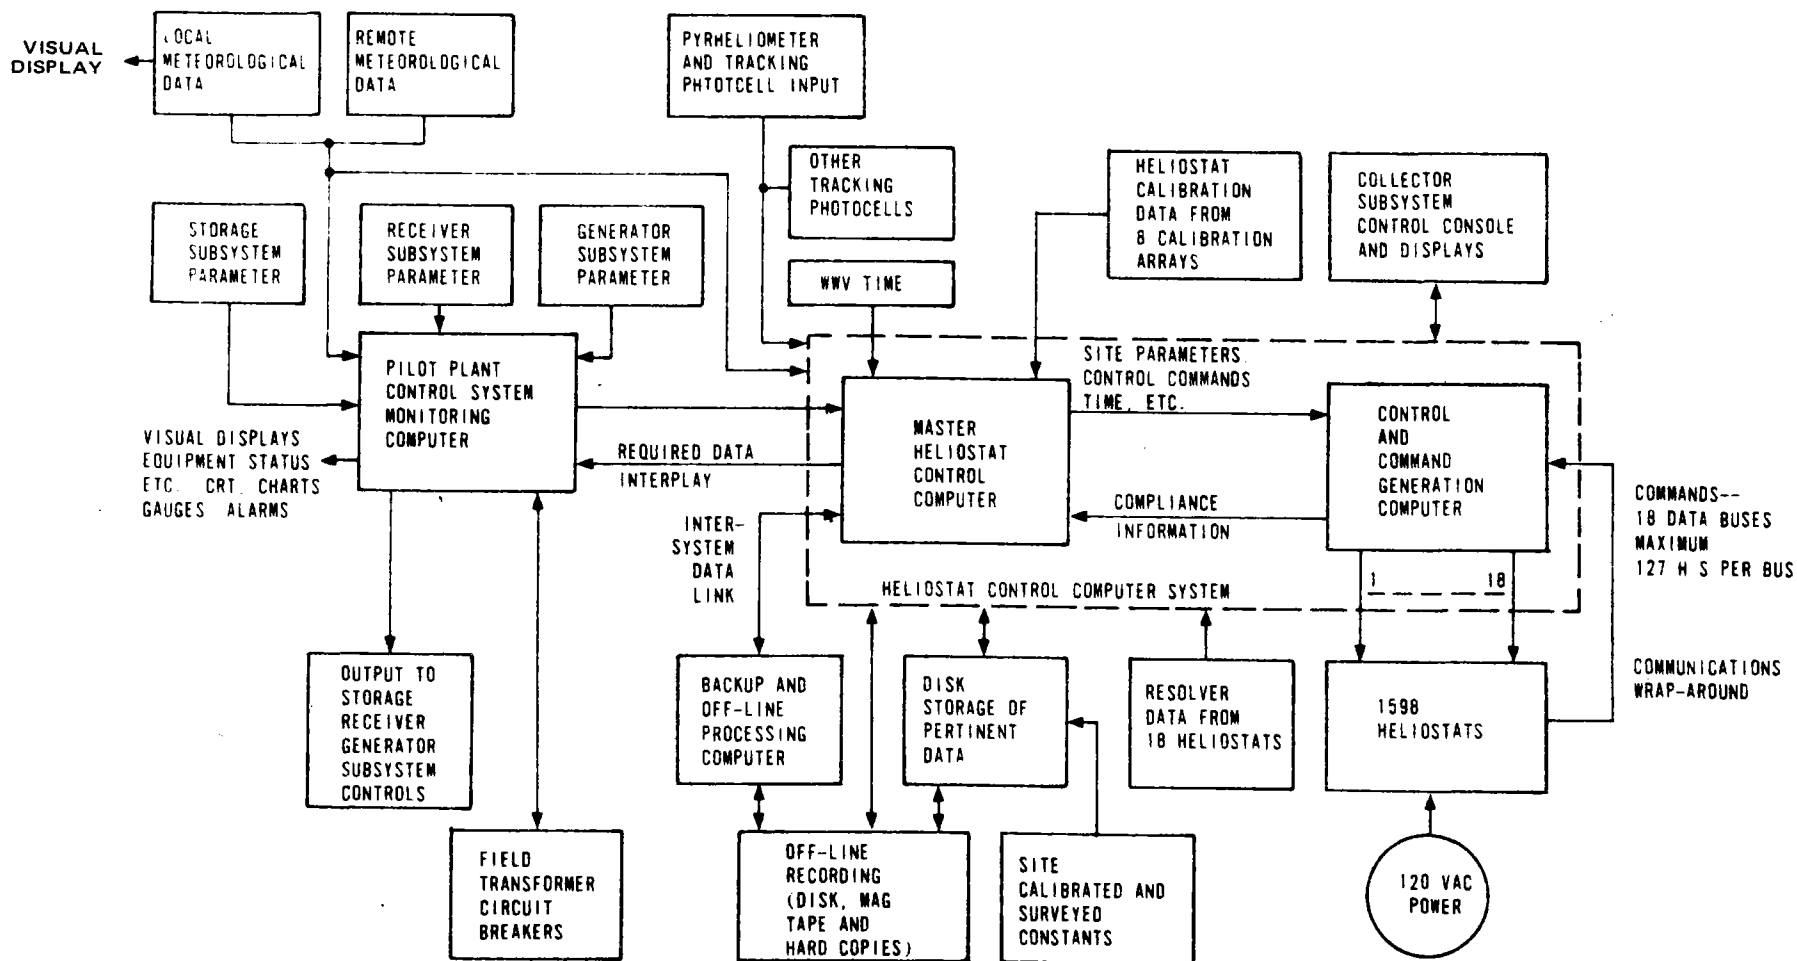 VISUAL
DISPLAY
LOCAL
METEOROLOGICAL
DATA
REMOTE
METEOROLOGICAL
DATA
PYRHELIOMETER
AND TRACKING
PHTOTCELL INPUT
OTHER
TRACKING
PHOTOCELLS
HELIOSTAT
CALIBRATION
DATA FROM
8 CALIBRATION
ARRAYS
COLLECTOR
SUBSYSTEM
CONTROL CONSOLE
AND DISPLAYS
STORAGE
SUBSYSTEM
PARAMETER
RECEIVER
SUBSYSTEM
PARAMETER
GENERATOR
SUBSYSTEM
PARAMETER
WWV TIME
PILOT PLANT
CONTROL SYSTEM
MONITORING
COMPUTER
SITE PARAMETERS
CONTROL COMMANDS
TIME, ETC.
MASTER
HELIOSTAT
CONTROL
COMPUTER
CONTROL
AND
COMMAND
GENERATION
COMPUTER
VISUAL DISPLAYS
EQUIPMENT STATUS
ETC. CRT. CHARTS
GAUGES ALARMS
REQUIRED DATA
INTERPLAY
COMPLIANCE
INFORMATION
COMMANDS--
18 DATA BUSES
MAXIMUM
127 H S PER BUS
INTER-
SYSTEM
DATA
LINK
HELIOSTAT CONTROL COMPUTER SYSTEM
1 18
OUTPUT TO
STORAGE
RECEIVER
GENERATOR
SUBSYSTEM
CONTROLS
BACKUP AND
OFF-LINE
PROCESSING
COMPUTER
DISK
STORAGE OF
PERTINENT
DATA
RESOLVER
DATA FROM
18 HELIOSTATS
1598
HELIOSTATS
COMMUNICATIONS
WRAP-AROUND
FIELD
TRANSFORMER
CIRCUIT
BREAKERS
OFF-LINE
RECORDING
(DISK, MAG
TAPE AND
HARD COPIES)
SITE
CALIBRATED AND
SURVEYED
CONSTANTS
120 VAC
POWER